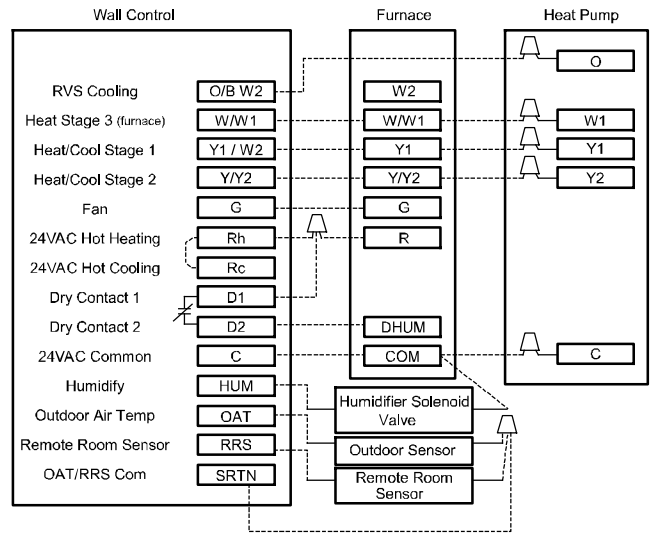 Wall Control Furnace Heat Pump
O
RVS Cooling O/B W2 W2
Heat Stage 3 (furnace) W/W1 W/W1 W1
Heat/Cool Stage 1 Y1 / W2 Y1 Y1
Heat/Cool Stage 2 Y/Y2 Y/Y2 Y2
Fan G G
24VAC Hot Heating Rh R
24VAC Hot Cooling Rc
Dry Contact 1 D1
Dry Contact 2 D2 DHUM
24VAC Common C COM C
Humidify HUM
Humidifier Solenoid
Valve
Outdoor Air Temp OAT
Outdoor Sensor
Remote Room Sensor RRS
Remote Room
Sensor
OAT/RRS Com SRTN